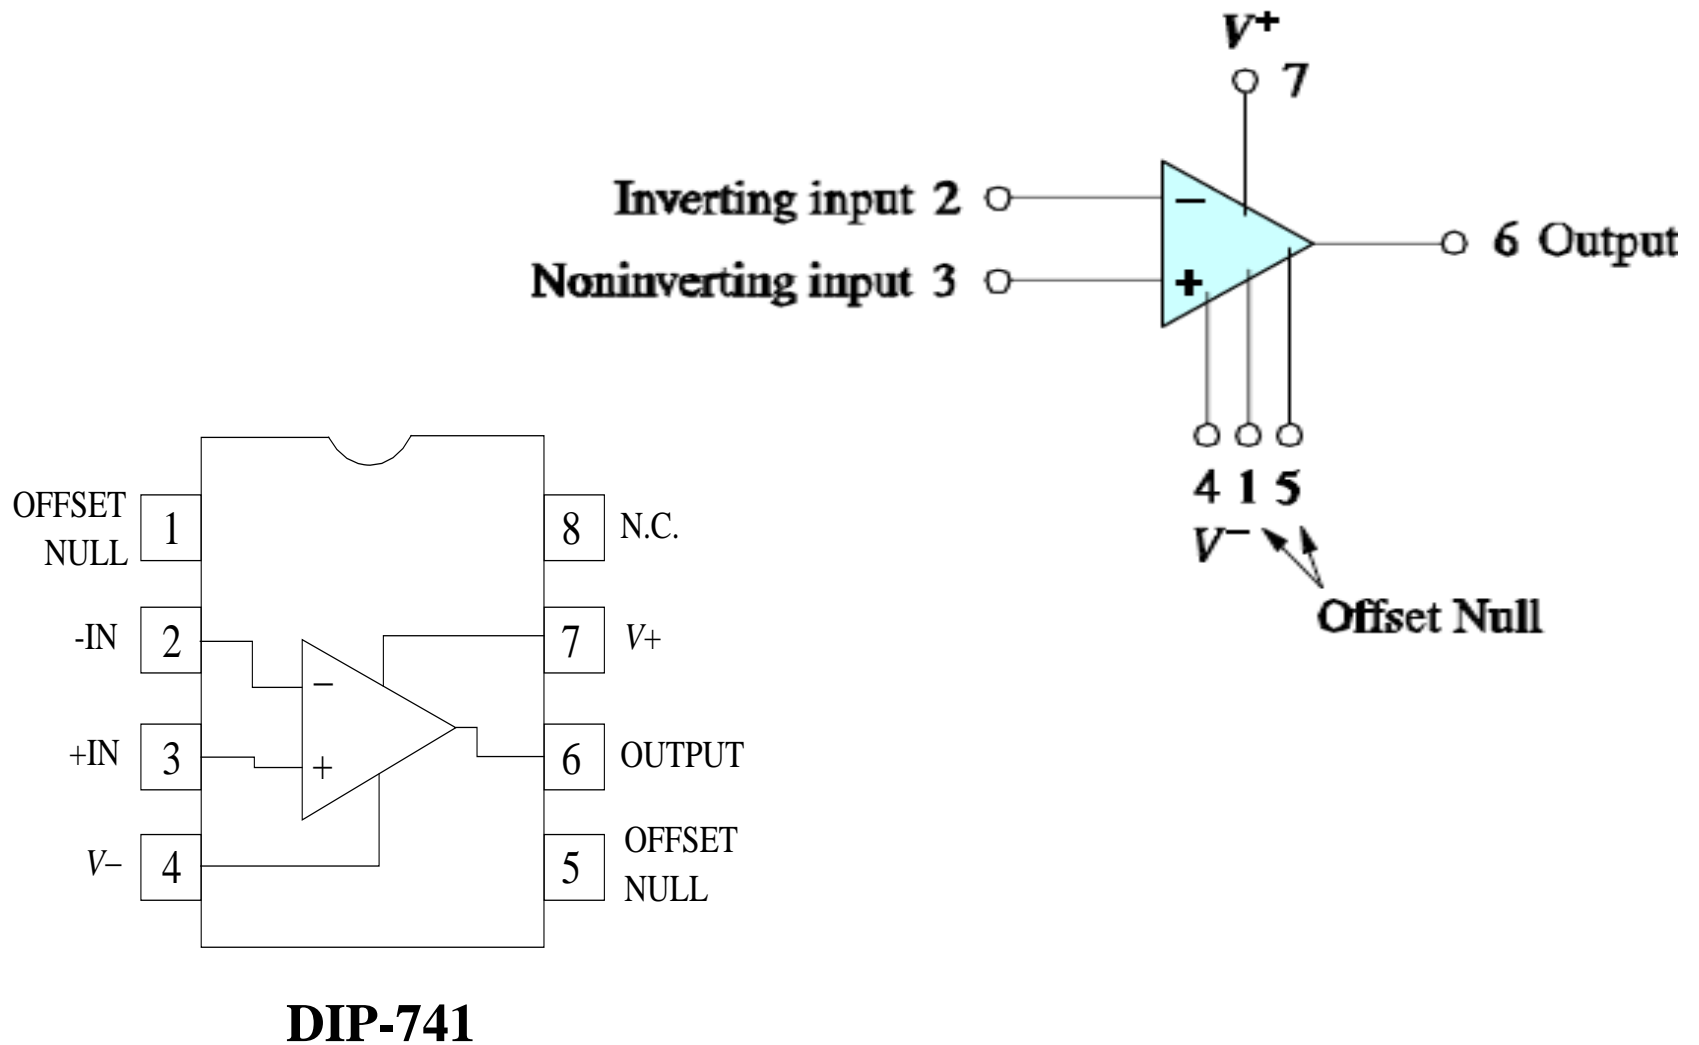 V+
7
Inverting input 2
−
6 Output
Noninverting input 3
+
4 1 5
V−
Offset Null
OFFSET
NULL
1
8
N.C.
-IN
2
−
7
V+
+IN
3
+
6
OUTPUT
V−
4
5
OFFSET
NULL
DIP-741